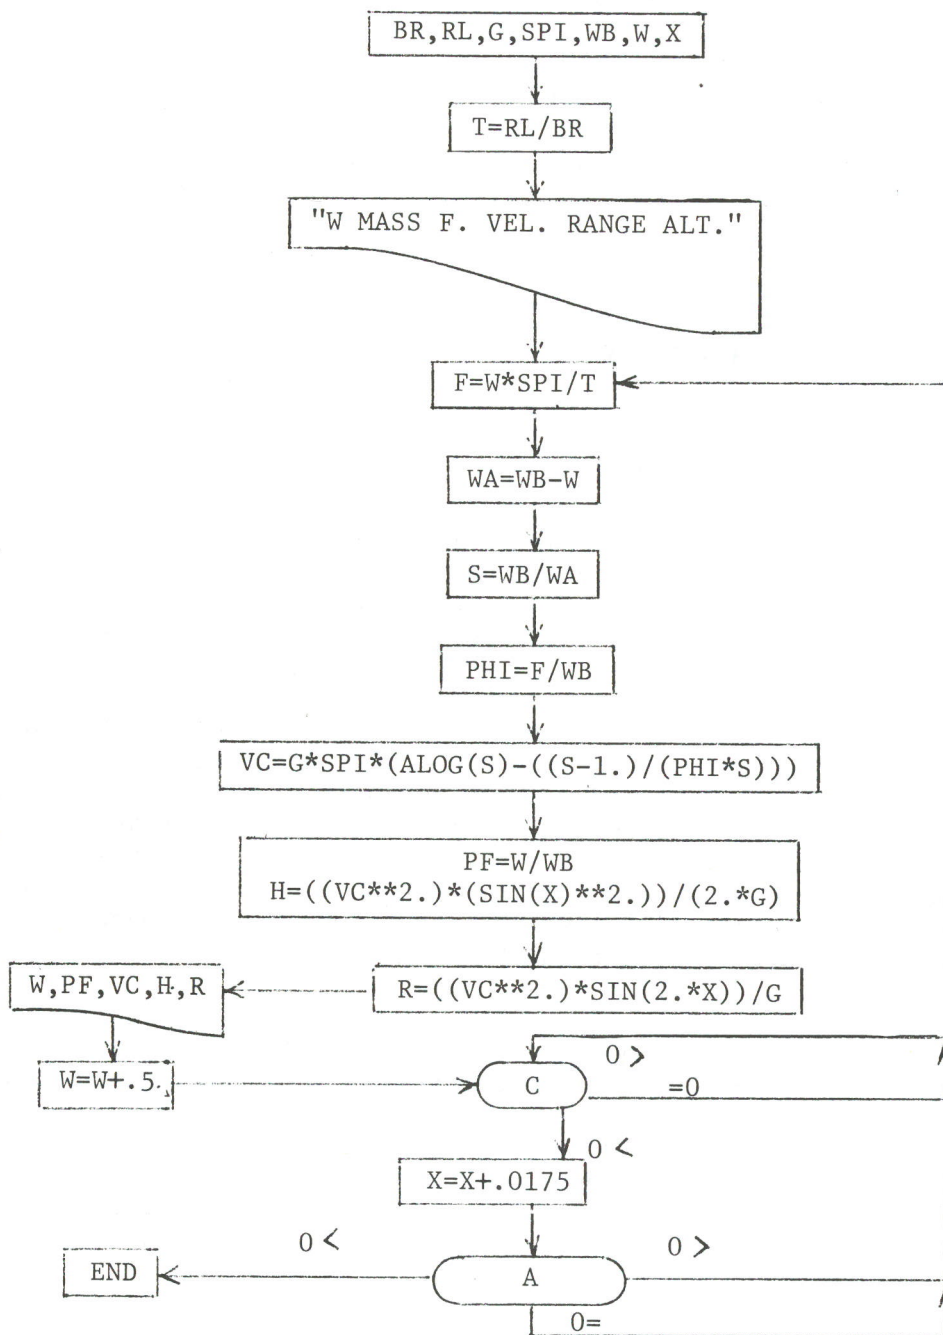 BR,RL,G,SPI,WB,W,X
T=RL/BR
"W MASS F. VEL. RANGE ALT."
F=W*SPI/T
WA=WB-W
S=WB/WA
PHI=F/WB
VC=G*SPI*(ALOG(S)-((S-1.)/(PHI*S)))
PF=W/WB
H=((VC**2.)*(SIN(X)**2.))/(2.*G)
R=((VC**2.)*SIN(2.*X))/G
W,PF,VC,H,R
W=W+.5
C
0 >
=0
0 <
X=X+.0175
A
0 <
0 >
END
0=